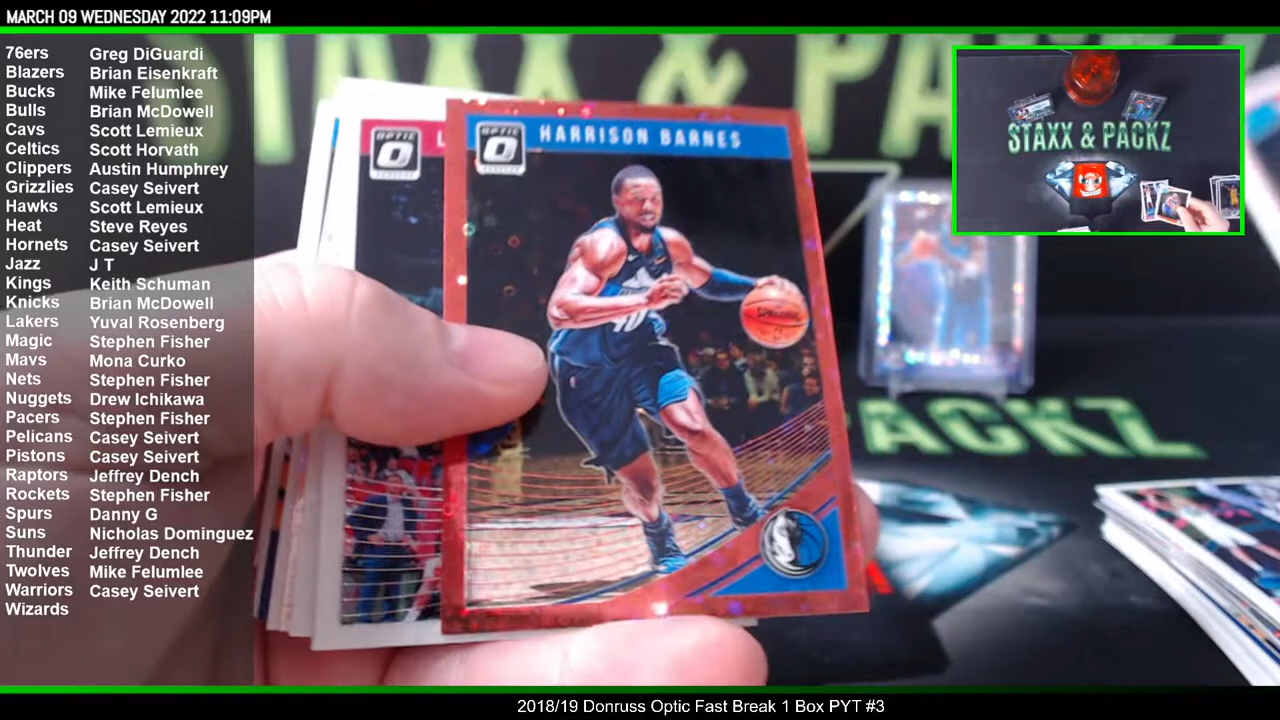 MARCH 09 WEDNESDAY 2022 11:09PM
76ers Greg DiGuardi
Blazers Brian Eisenkraft
Bucks Mike Felumlee
Bulls Brian McDowell
Cavs Scott Lemieux
Celtics Scott Horvath
Clippers Austin Humphrey
Grizzlies Casey Seivert
Hawks Scott Lemieux
Heat Steve Reyes
Hornets Casey Seivert
Jazz J T
Kings Keith Schuman
Knicks Brian McDowell
Lakers Yuval Rosenberg
Magic Stephen Fisher
Mavs Mona Curko
Nets Stephen Fisher
Nuggets Drew Ichikawa
Pacers Stephen Fisher
Pelicans Casey Seivert
Pistons Casey Seivert
Raptors Jeffrey Dench
Rockets Stephen Fisher
Spurs Danny G
Suns Nicholas Dominguez
Thunder Jeffrey Dench
Twolves Mike Felumlee
Warriors Casey Seivert
Wizards
STAXX & PACKZ
OPTIC
L
OPTIC
HARRISON BARNES
SPALDING
STAXX & PACKZ
PACKZ
2018/19 Donruss Optic Fast Break 1 Box PYT #3